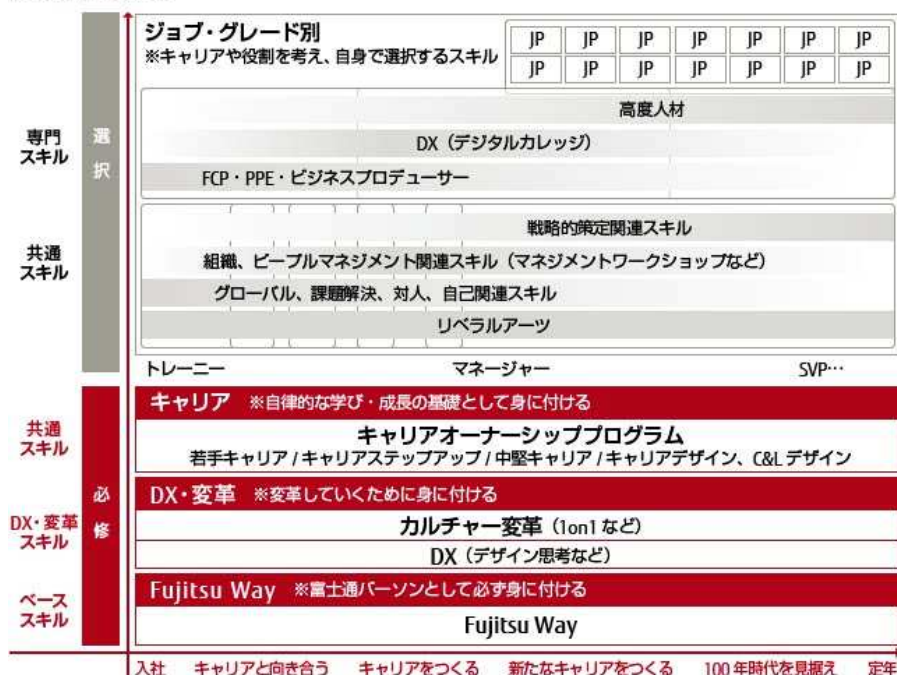 ジョブ・グレード別
※キャリアや役割を考え、自身で選択するスキル
JP JP JP JP JP JP JP
JP JP JP JP JP JP JP
専門
スキル
選
択
高度人材
DX（デジタルカレッジ）
FCP・PPE・ビジネスプロデューサー
共通
スキル
戦略的策定関連スキル
組織、ピープルマネジメント関連スキル（マネジメントワークショップなど）
グローバル、課題解決、対人、自己関連スキル
リベラルアーツ
トレーニー マネージャー SVP…
共通
スキル
必
修
キャリア ※自律的な学び・成長の基礎として身に付ける
キャリアオーナーシッププログラム
若手キャリア / キャリアステップアップ / 中堅キャリア / キャリアデザイン、C&L デザイン
DX・変革
スキル
DX・変革 ※変革していくために身に付ける
カルチャー変革（1on1 など）
DX（デザイン思考など）
ベース
スキル
Fujitsu Way ※富士通パーソンとして必ず身に付ける
Fujitsu Way
入社 キャリアと向き合う キャリアをつくる 新たなキャリアをつくる 100 年時代を見据え 定年